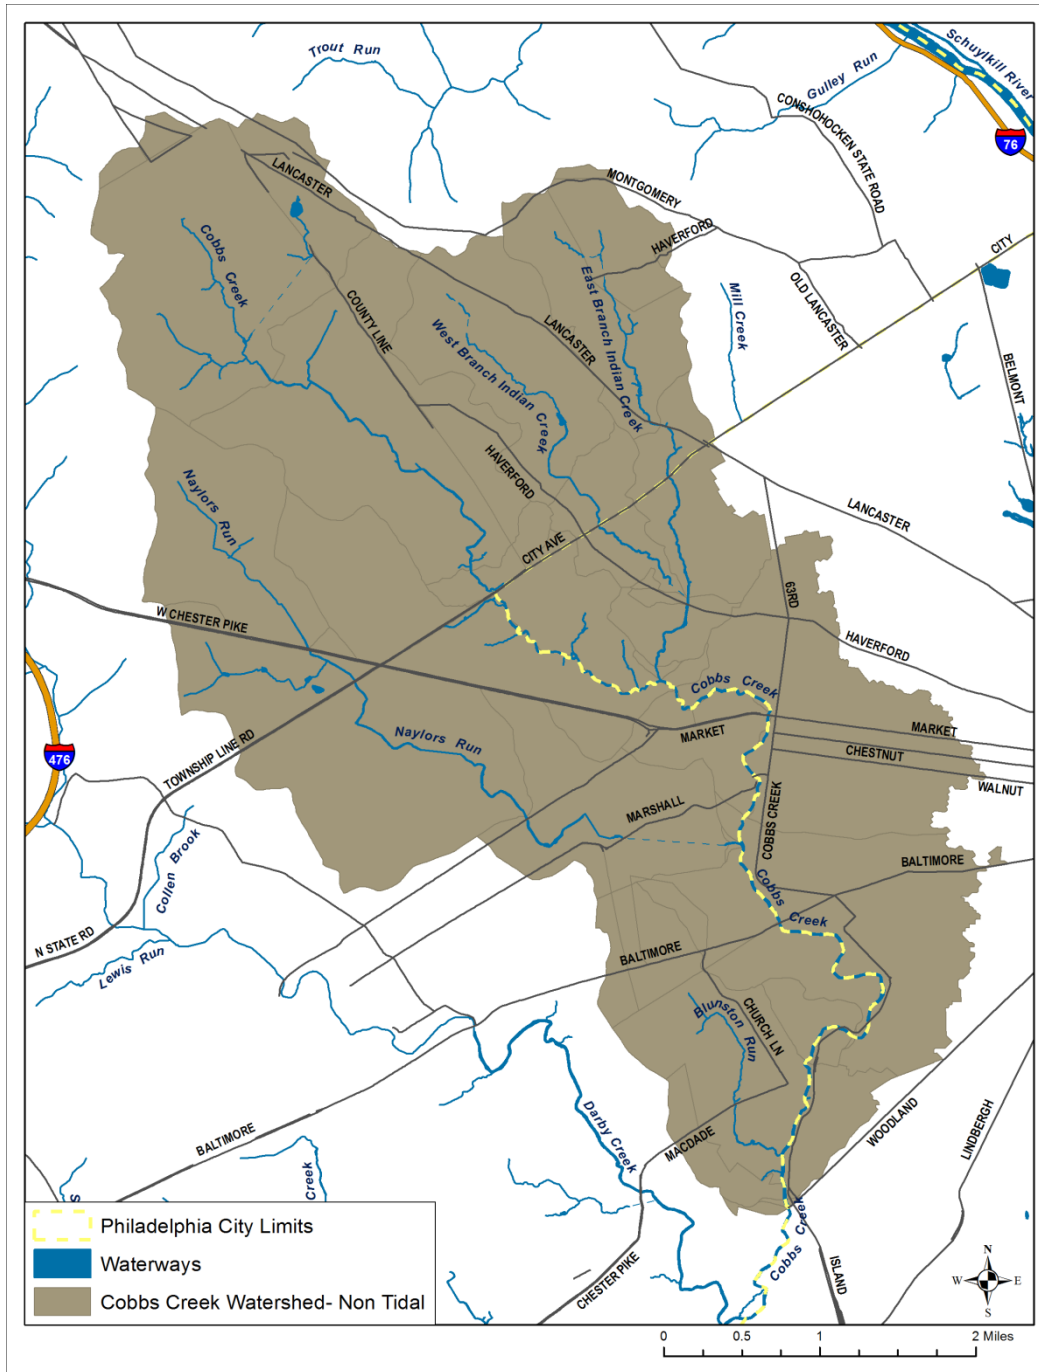 Trout Run
Gulley Run
Schuylkill River
CONSHOHOCKEN STATE ROAD
76
LANCASTER
MONTGOMERY
HAVERFORD
CITY
Cobbs Creek
COUNTY LINE
East Branch Indian Creek
OLD LANCASTER
Mill Creek
LANCASTER
West Branch Indian Creek
BELMONT
HAVERFORD
Naylors Run
LANCASTER
CITY AVE
63RD
W CHESTER PIKE
HAVERFORD
Cobbs Creek
Naylors Run
MARKET
MARKET
CHESTNUT
WALNUT
476
TOWNSHIP LINE RD
MARSHALL
COBBS CREEK
Collen Brook
BALTIMORE
Cobbs Creek
N STATE RD
Lewis Run
BALTIMORE
Blunston Run
CHURCH LN
Darby Creek
WOODLAND
LINDBERGH
BALTIMORE
MACDADE
Creek
S
Cobbs Creek
ISLAND
CHESTER PIKE
Philadelphia City Limits
Waterways
Cobbs Creek Watershed- Non Tidal
N
W E
S
0 0.5 1 2 Miles